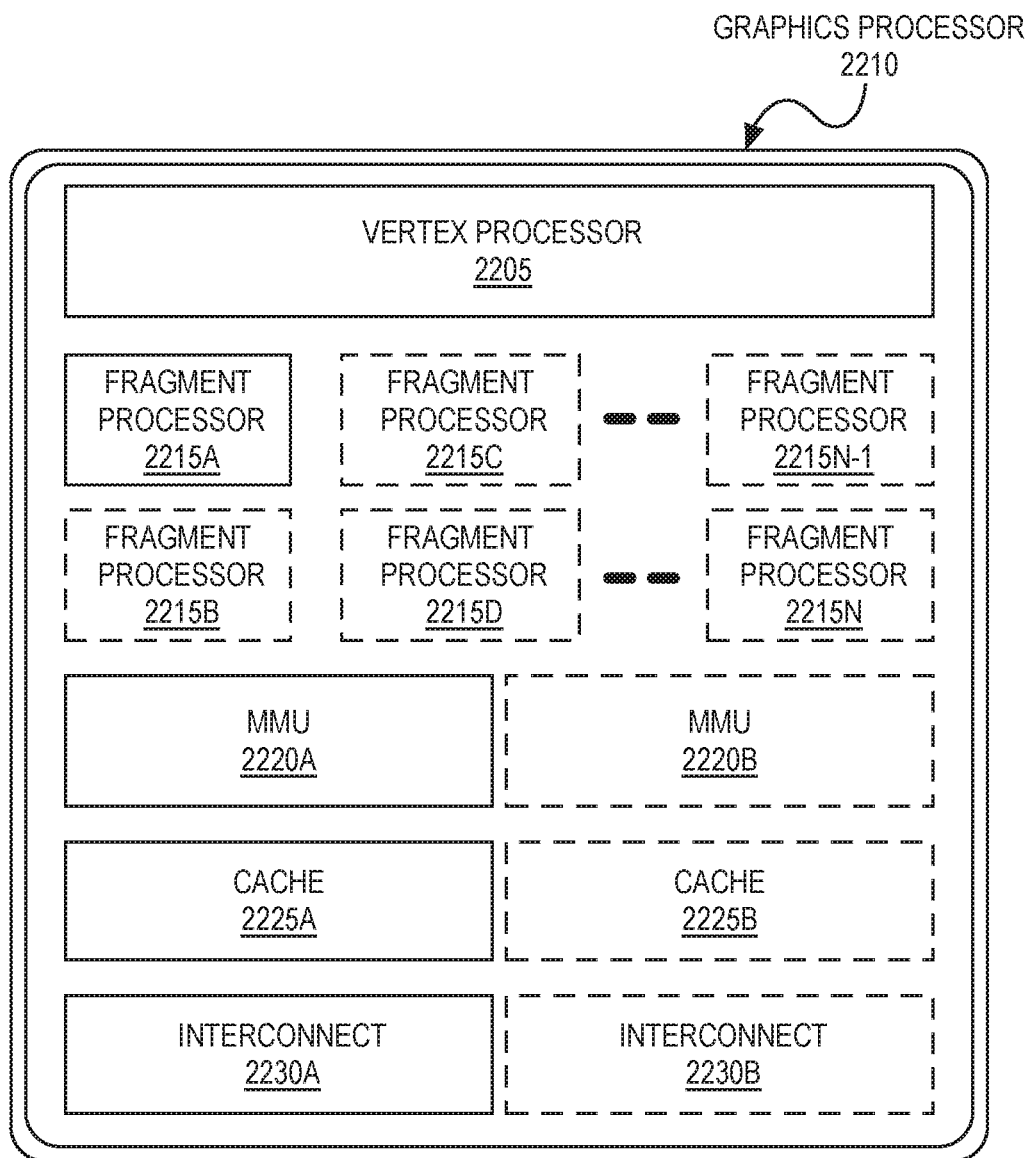 GRAPHICS PROCESSOR
2210
VERTEX PROCESSOR
2205
FRAGMENT PROCESSOR 2215A
FRAGMENT PROCESSOR 2215C
FRAGMENT PROCESSOR 2215N-1
FRAGMENT PROCESSOR 2215B
FRAGMENT PROCESSOR 2215D
FRAGMENT PROCESSOR 2215N
MMU
2220A
MMU
2220B
CACHE
2225A
CACHE
2225B
INTERCONNECT
2230A
INTERCONNECT
2230B